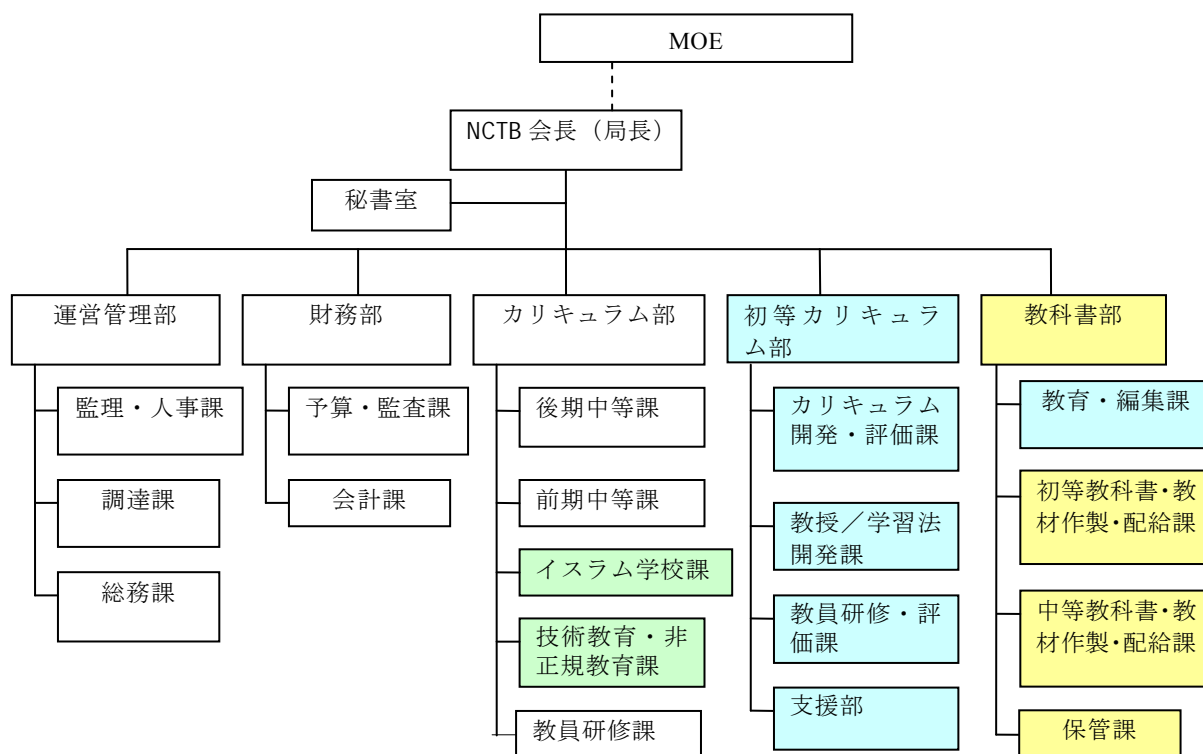 MOE
NCTB 会長（局長）
秘書室
運営管理部
財務部
カリキュラム部
初等カリキュラ
ム部
教科書部
監理・人事課
調達課
総務課
予算・監査課
会計課
後期中等課
前期中等課
イスラム学校課
技術教育・非
正規教育課
教員研修課
カリキュラム
開発・評価課
教授／学習法
開発課
教員研修・評
価課
支援部
教育・編集課
初等教科書・教
材作製・配給課
中等教科書・教
材作製・配給課
保管課